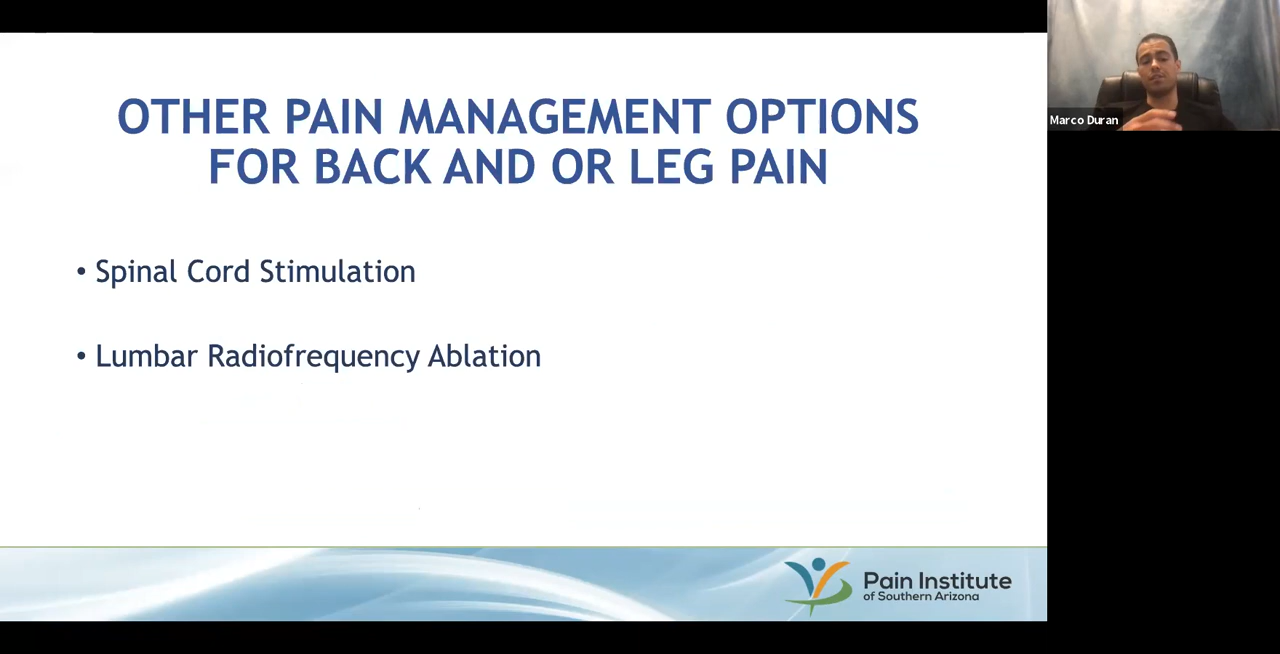 OTHER PAIN MANAGEMENT OPTIONS
FOR BACK AND OR LEG PAIN
• Spinal Cord Stimulation
• Lumbar Radiofrequency Ablation
Pain Institute
of Southern Arizona
Marco Duran